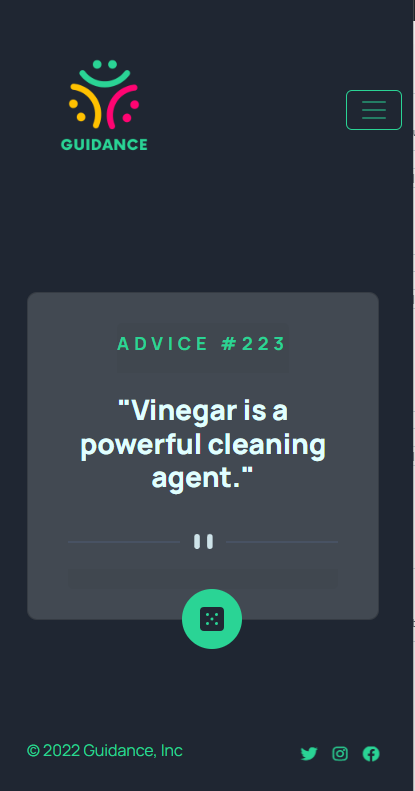 GUIDANCE
ADVICE #223
"Vinegar is a
powerful cleaning
agent."
© 2022 Guidance, Inc